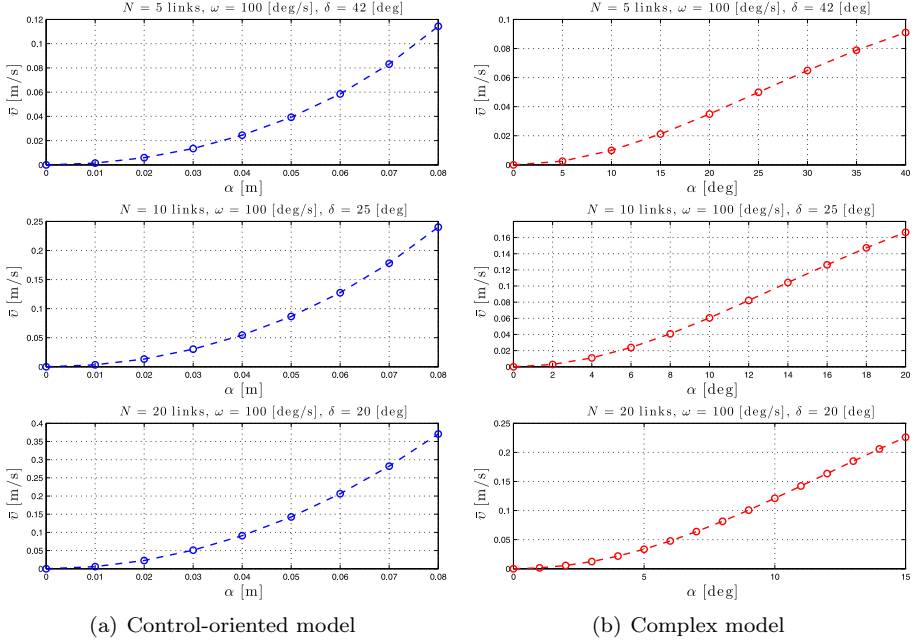 N = 5 links, ω = 100 [deg/s], δ = 42 [deg]
0.12
0.1
0.08
0.06
0.04
0.02
0
v̄ [m/s]
0 0.01 0.02 0.03 0.04 0.05 0.06 0.07 0.08
α [m]
N = 10 links, ω = 100 [deg/s], δ = 25 [deg]
0.25
0.2
0.15
0.1
0.05
0
v̄ [m/s]
0 0.01 0.02 0.03 0.04 0.05 0.06 0.07 0.08
α [m]
N = 20 links, ω = 100 [deg/s], δ = 20 [deg]
0.4
0.35
0.3
0.25
0.2
0.15
0.1
0.05
0
v̄ [m/s]
0 0.01 0.02 0.03 0.04 0.05 0.06 0.07 0.08
α [m]
(a) Control-oriented model
N = 5 links, ω = 100 [deg/s], δ = 42 [deg]
0.1
0.08
0.06
0.04
0.02
0
v̄ [m/s]
0 5 10 15 20 25 30 35 40
α [deg]
N = 10 links, ω = 100 [deg/s], δ = 25 [deg]
0.16
0.14
0.12
0.1
0.08
0.06
0.04
0.02
0
v̄ [m/s]
0 2 4 6 8 10 12 14 16 18 20
α [deg]
N = 20 links, ω = 100 [deg/s], δ = 20 [deg]
0.25
0.2
0.15
0.1
0.05
0
v̄ [m/s]
0 5 10 15
α [deg]
(b) Complex model